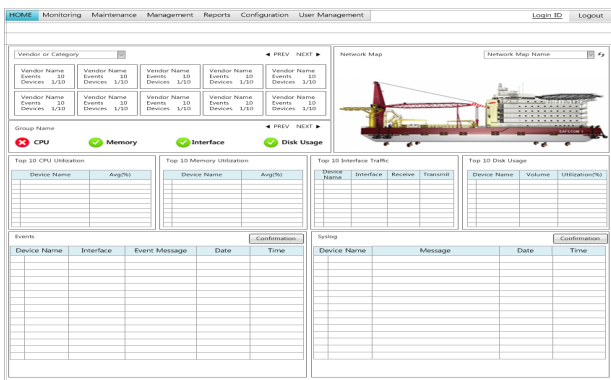 HOME Monitoring Maintenance Management Reports Configuration User Management Login ID Logout
Vendor or Category
◄ PREV NEXT ►
Vendor Name Vendor Name Vendor Name Vendor Name Vendor Name
Events 10 Events 10 Events 10 Events 10 Events 10
Devices 1/10 Devices 1/10 Devices 1/10 Devices 1/10 Devices 1/10
Vendor Name Vendor Name Vendor Name Vendor Name Vendor Name
Events 10 Events 10 Events 10 Events 10 Events 10
Devices 1/10 Devices 1/10 Devices 1/10 Devices 1/10 Devices 1/10
Group Name
◄ PREV NEXT ►
CPU Memory Interface Disk Usage
Network Map
Network Map Name
Top 10 CPU Utilization
Device Name Avg(%)
Top 10 Memory Utilization
Device Name Avg(%)
Top 10 Interface Traffic
Device Name Interface Receive Transmit
Top 10 Disk Usage
Device Name Volume Utilization(%)
Events
Confirmation
Device Name Interface Event Message Date Time
Syslog
Confirmation
Device Name Message Date Time